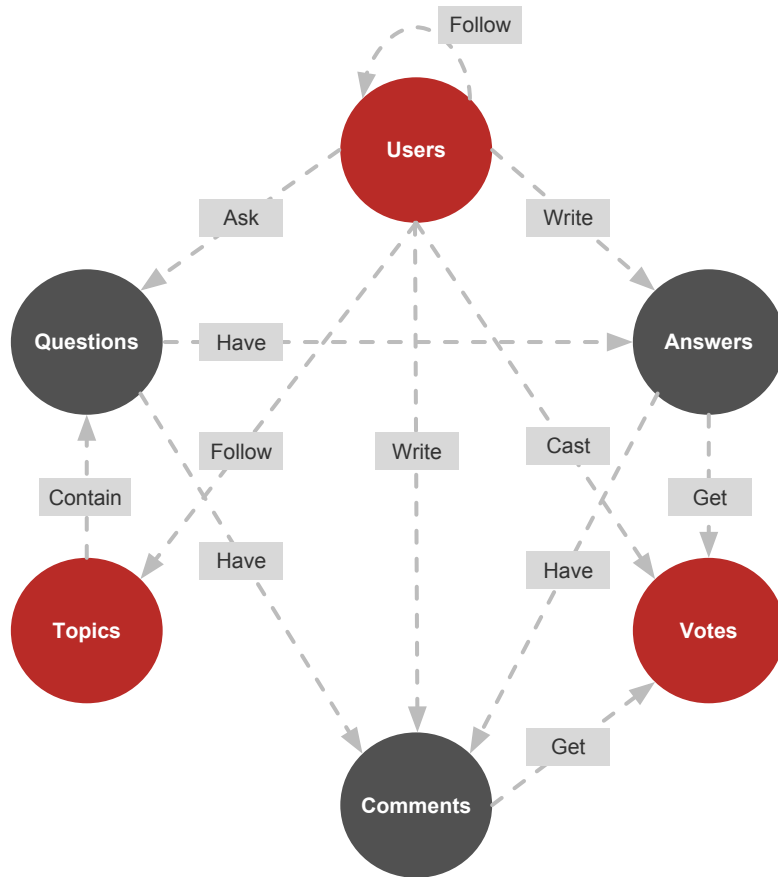 Follow
Users
Ask
Write
Questions
Have
Answers
Follow
Write
Cast
Contain
Get
Have
Have
Topics
Votes
Get
Comments